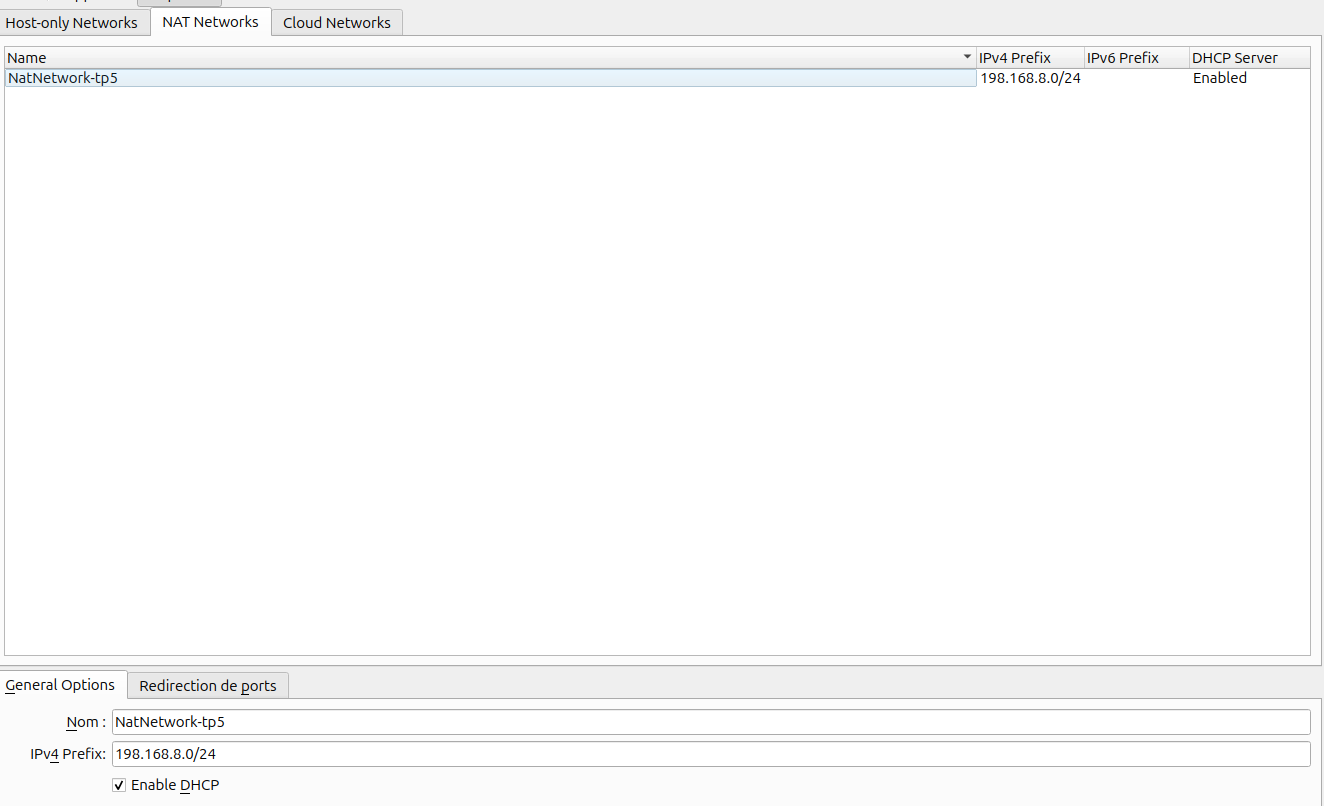 Host-only Networks NAT Networks Cloud Networks
Name IPv4 Prefix IPv6 Prefix DHCP Server
NatNetwork-tp5 198.168.8.0/24 Enabled
General Options Redirection de ports
Nom : NatNetwork-tp5
IPv4 Prefix: 198.168.8.0/24
Enable DHCP